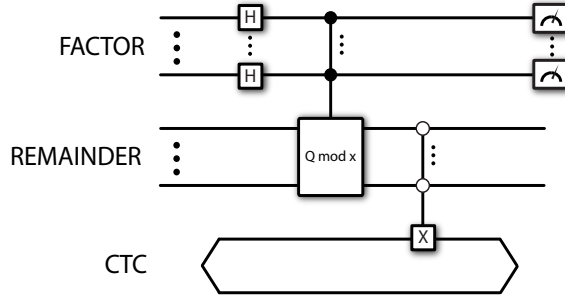 FACTOR
H
H
REMAINDER
Q mod x
X
CTC